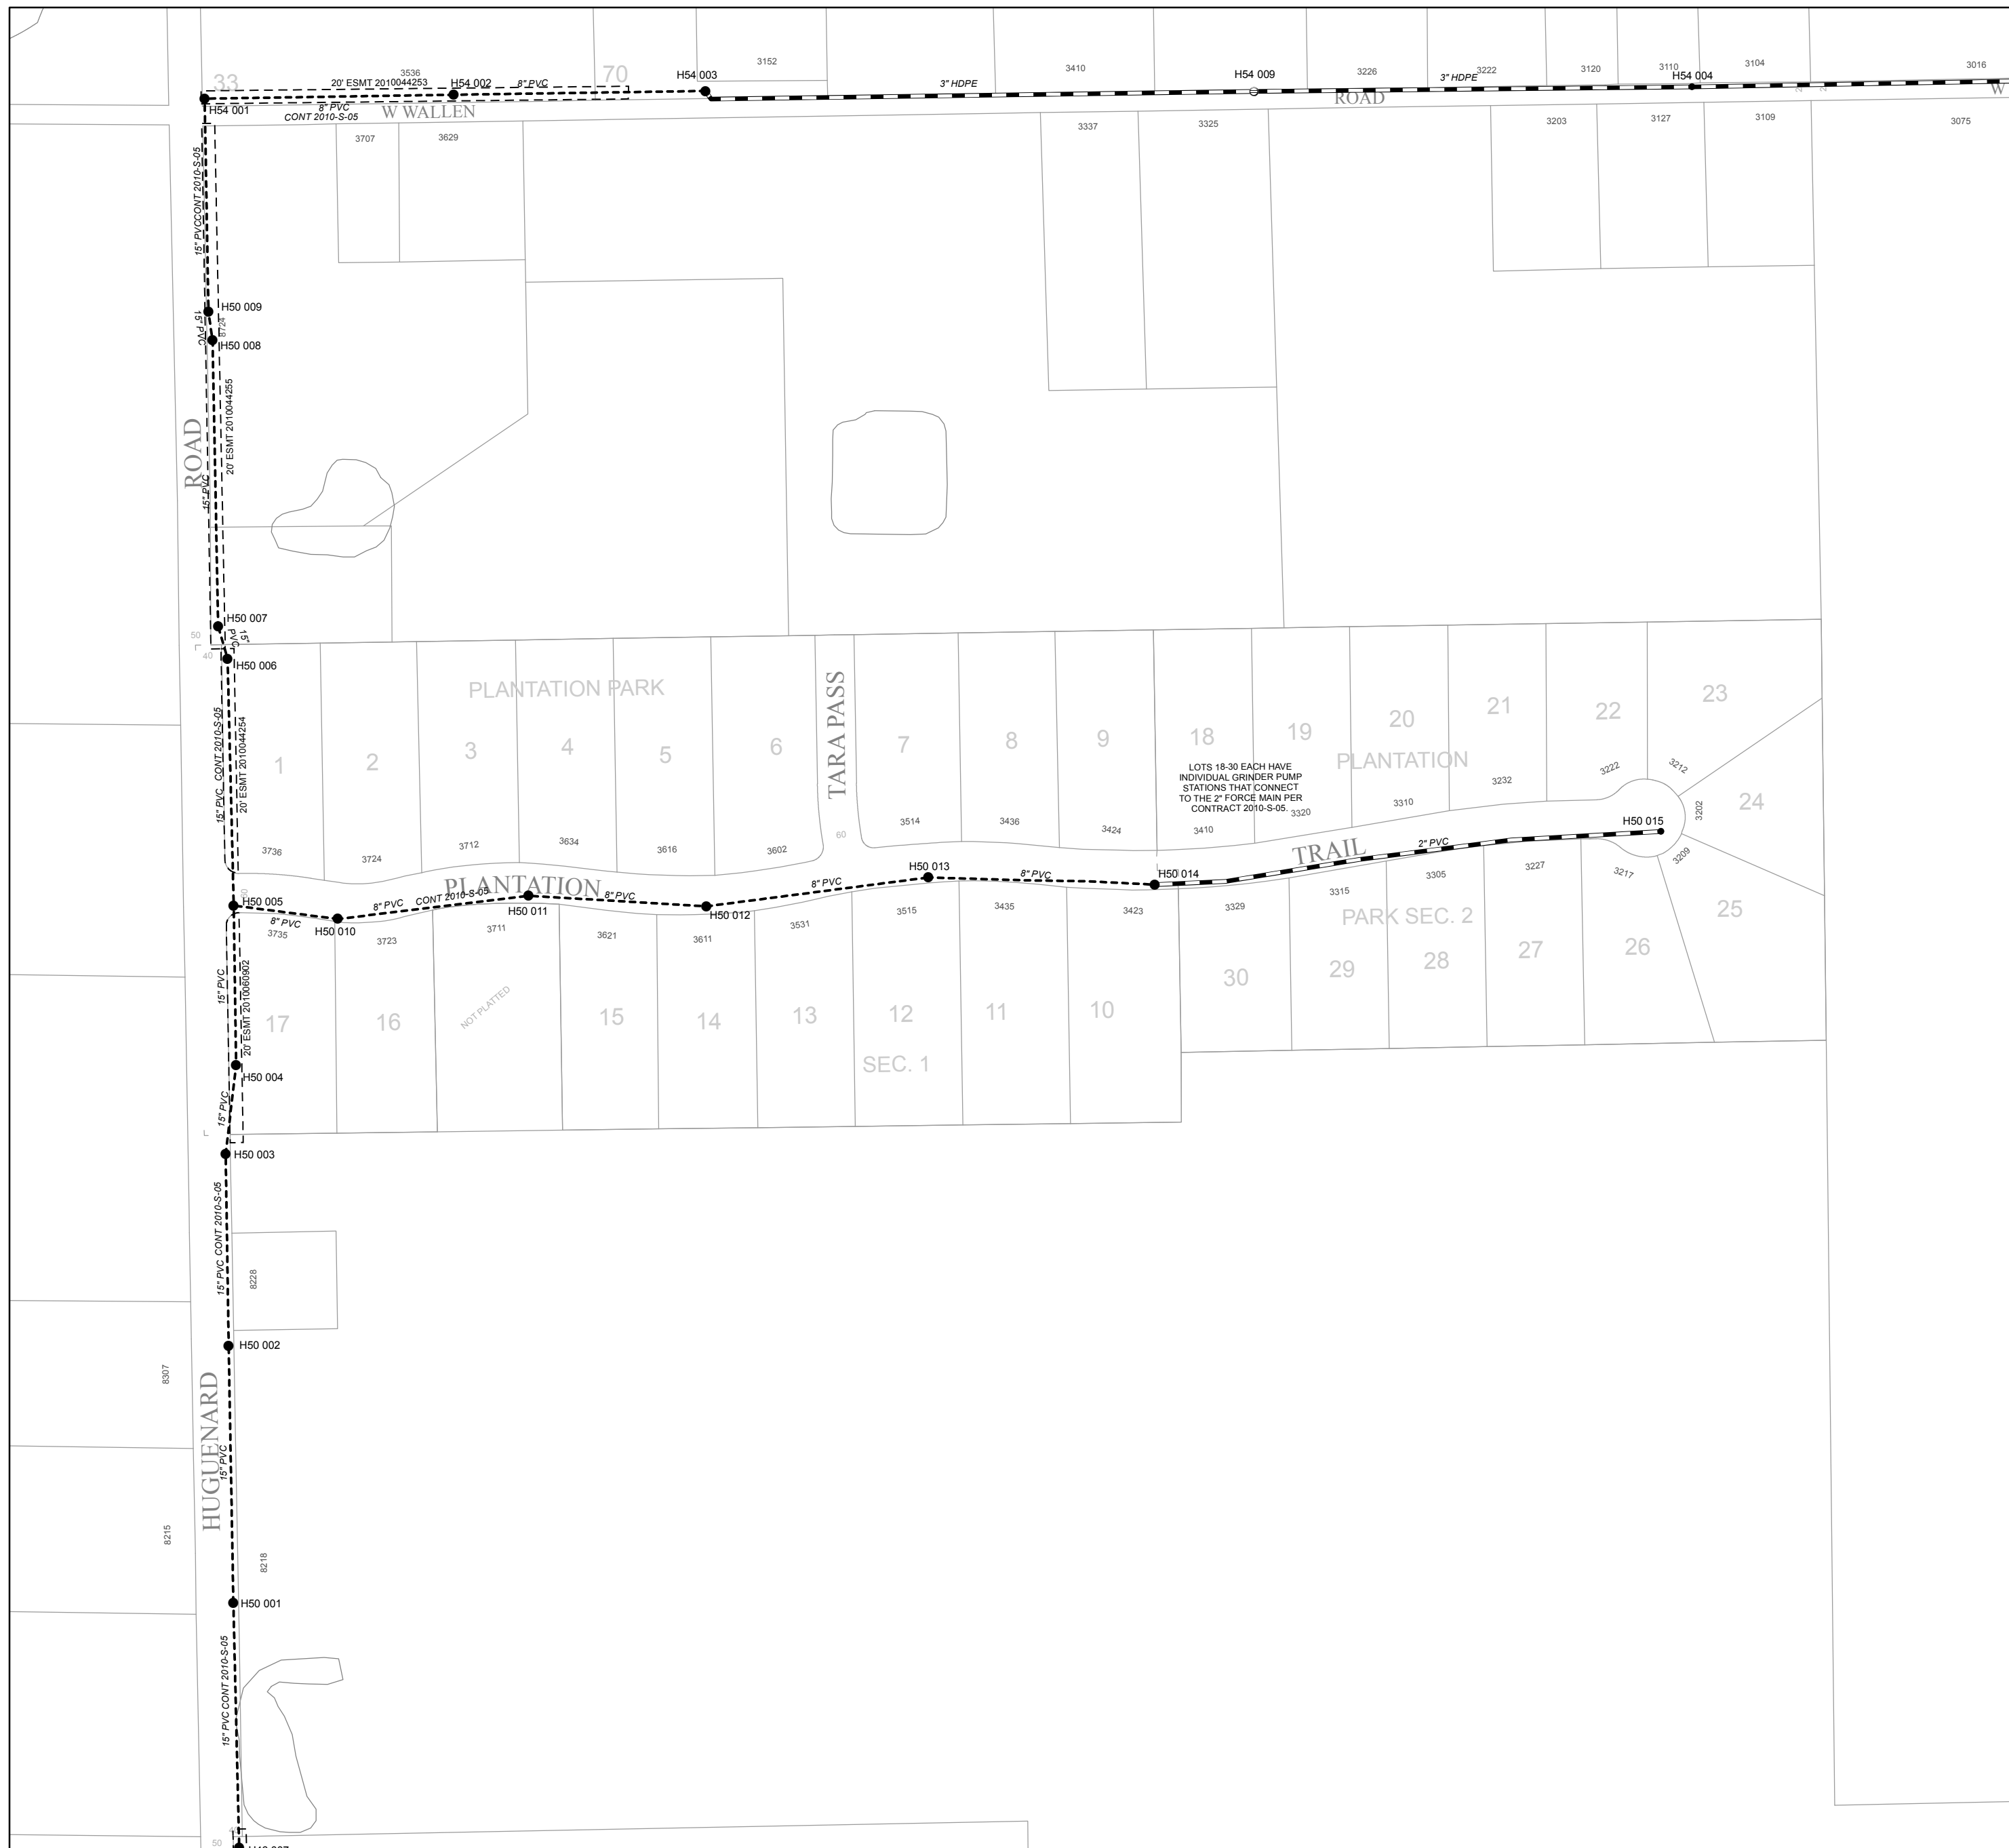 3016
3104
3110
3120
3222
3226
3410
3152
3536
33
70
20' ESMT 2010044253
H54 002
8" PVC
H54 003
3" HDPE
H54 009
3" HDPE
H54 004
H54 001
8" PVC
CONT 2010-S-05
W WALLEN
ROAD
W
3707
3629
3337
3325
3203
3127
3109
3075
15" PVC
CONT 2010-S-05
H50 009
15" PVC
8724
H50 008
20' ESMT 2010044255
ROAD
15" PVC
H50 007
15" PVC
50
40
H50 006
15" PVC
CONT 2010-S-05
20' ESMT 2010044254
PLANTATION PARK
TARA PASS
1
2
3
4
5
6
7
8
9
18
19
20
21
22
23
24
PLANTATION
LOTS 18-30 EACH HAVE
INDIVIDUAL GRINDER PUMP
STATIONS THAT CONNECT
TO THE 2" FORCE MAIN PER
CONTRACT 2010-S-05.
3736
3724
3712
3634
3616
3602
60
3514
3436
3424
3410
3320
3310
3232
3222
3212
3202
3209
H50 015
2" PVC
TRAIL
H50 014
8" PVC
H50 013
8" PVC
PLANTATION
8" PVC
H50 012
H50 011
CONT 2010-S-05
8" PVC
H50 010
8" PVC
H50 005
60
3735
3723
3711
3621
3611
3531
3515
3435
3423
3329
3315
3305
3227
3217
PARK SEC. 2
25
26
27
28
29
30
10
11
12
13
14
15
NOT PLATTED
16
17
SEC. 1
15" PVC
20' ESMT 2010060902
H50 004
15" PVC
H50 003
15" PVC
CONT 2010-S-05
8228
H50 002
8307
HUGUENARD
15" PVC
8215
8218
H50 001
15" PVC
CONT 2010-S-05
50